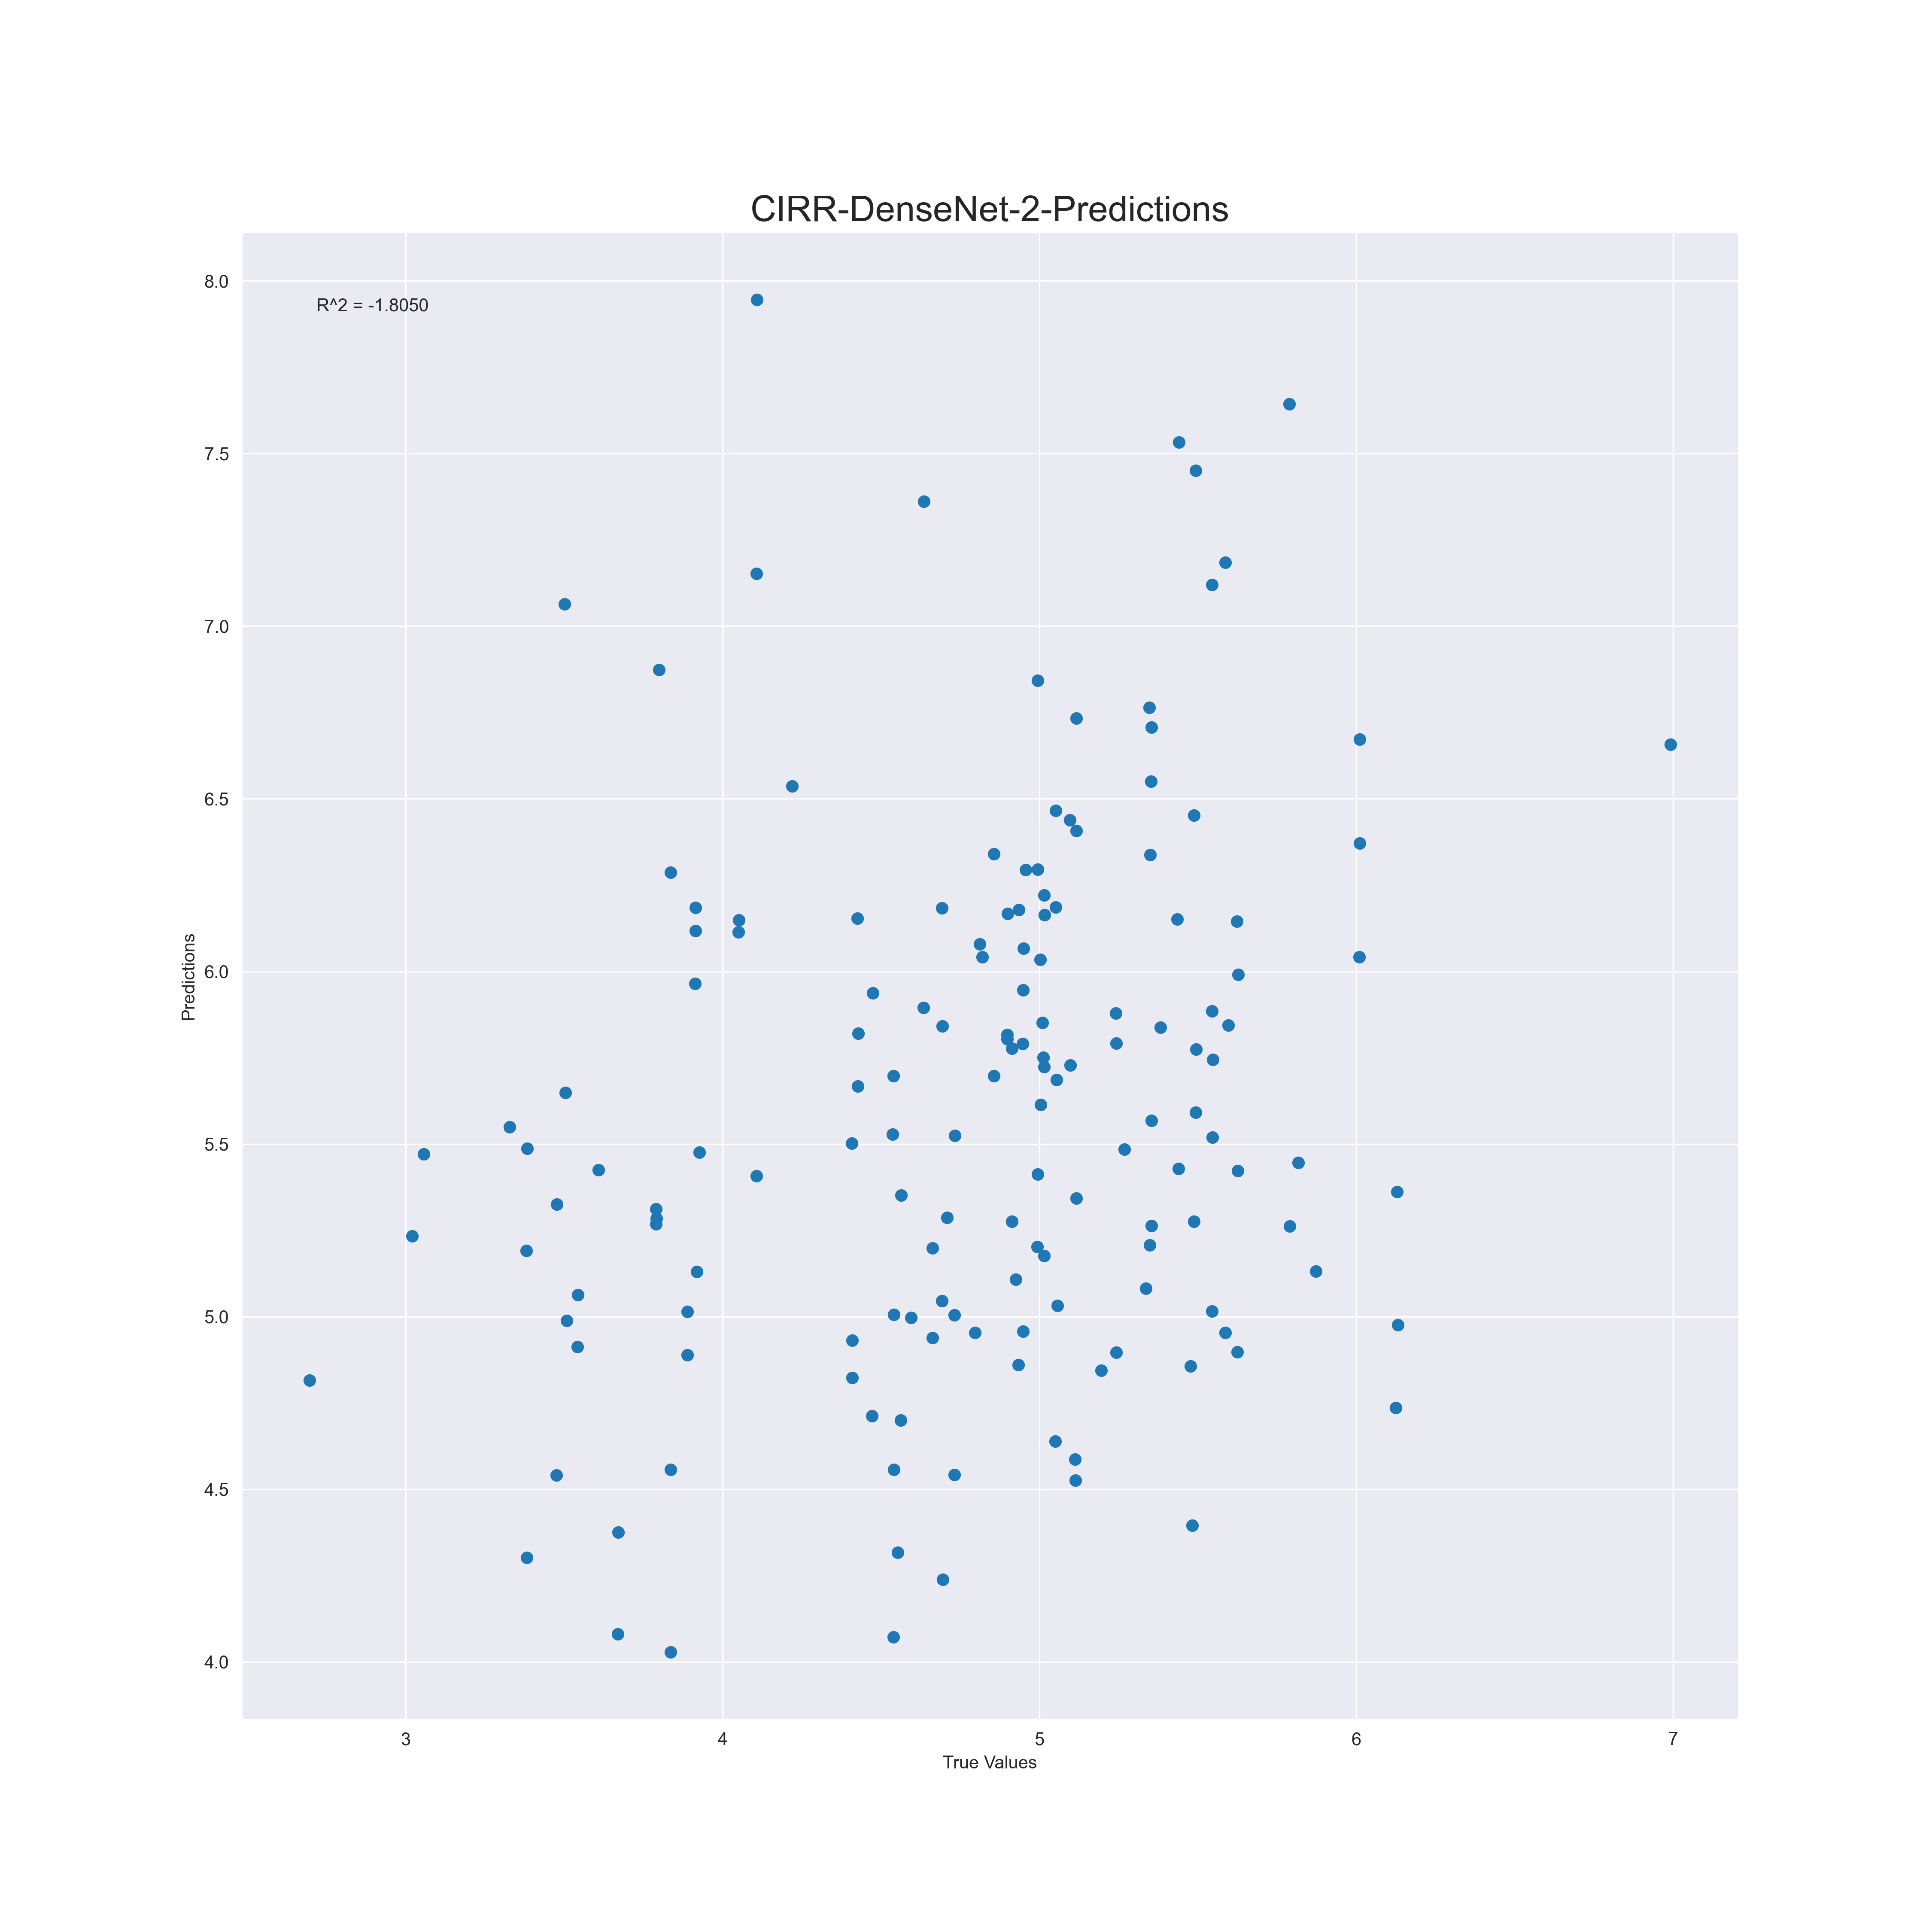 CIRR-DenseNet-2-Predictions
R^2 = -1.8050
8.0
7.5
7.0
6.5
6.0
5.5
5.0
4.5
4.0
Predictions
3 4 5 6 7
True Values